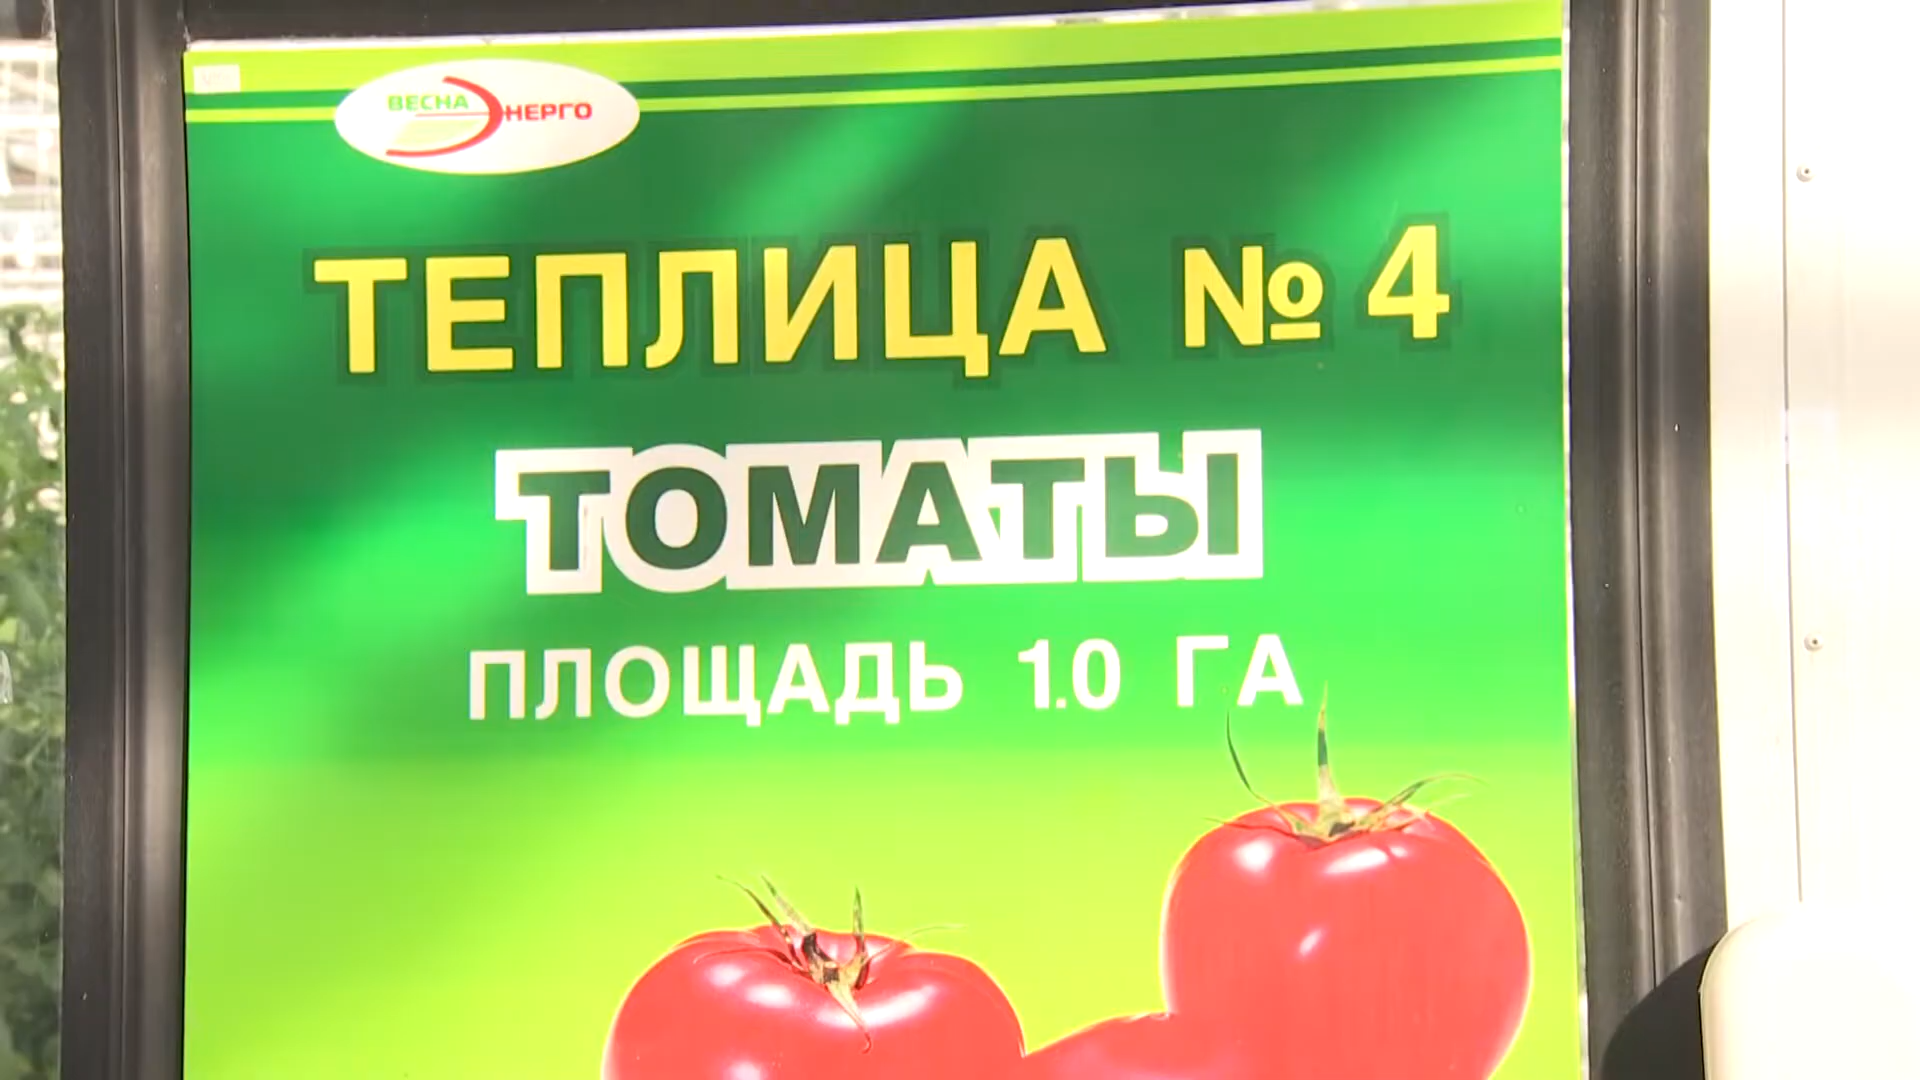 ВЕСНА ЭНЕРГО
ТЕПЛИЦА № 4
ТОМАТЫ
ПЛОЩАДЬ 1.0 ГА